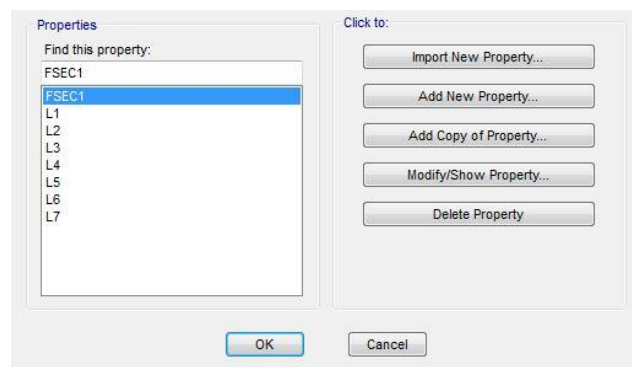 Properties
Find this property:
FSEC1
FSEC1
L1
L2
L3
L4
L5
L6
L7
Click to:
Import New Property...
Add New Property...
Add Copy of Property...
Modify/Show Property...
Delete Property
OK
Cancel